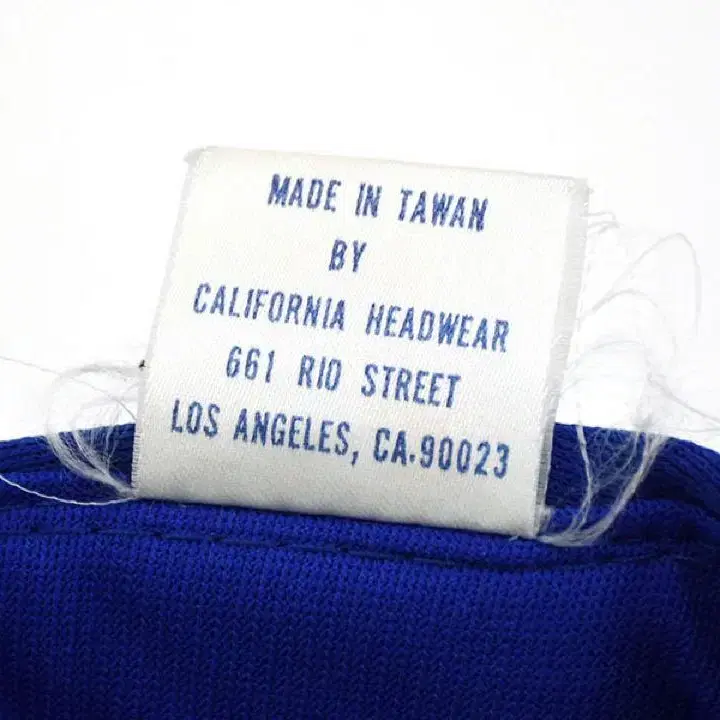 MADE IN TAWAN
BY
CALIFORNIA HEADWEAR
661 RIO STREET
LOS ANGELES, CA.90023